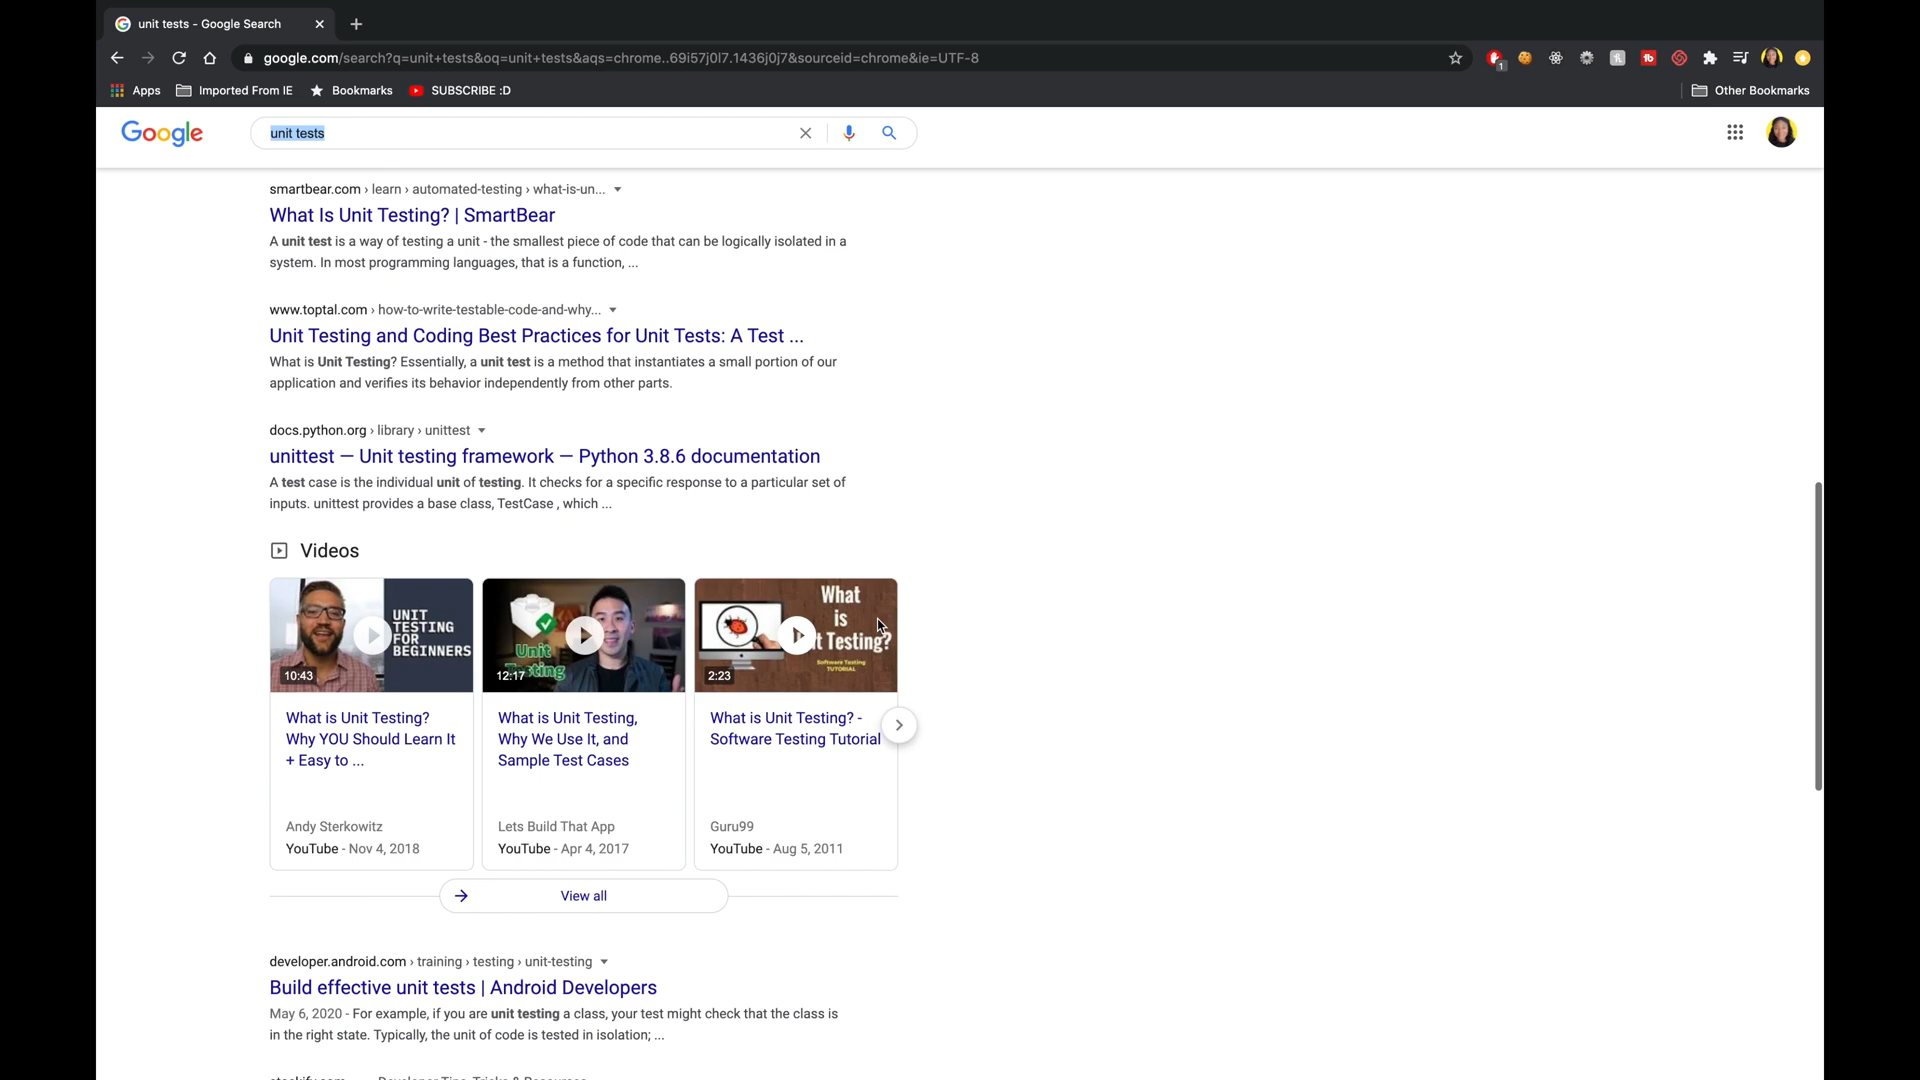 unit tests - Google Search
google.com/search?q=unit+tests&oq=unit+tests&aqs=chrome..69i57j0l7.1436j0j7&sourceid=chrome&ie=UTF-8
1
tb
Apps
Imported From IE
Bookmarks
SUBSCRIBE :D
Other Bookmarks
Google
unit tests
smartbear.com › learn › automated-testing › what-is-un...
What Is Unit Testing? | SmartBear
A unit test is a way of testing a unit - the smallest piece of code that can be logically isolated in a
system. In most programming languages, that is a function, ...
www.toptal.com › how-to-write-testable-code-and-why...
Unit Testing and Coding Best Practices for Unit Tests: A Test ...
What is Unit Testing? Essentially, a unit test is a method that instantiates a small portion of our
application and verifies its behavior independently from other parts.
docs.python.org › library › unittest
unittest — Unit testing framework — Python 3.8.6 documentation
A test case is the individual unit of testing. It checks for a specific response to a particular set of
inputs. unittest provides a base class, TestCase , which ...
Videos
UNIT
TESTING
FOR
BEGINNERS
10:43
Unit
Testing
12:17
What
is
Testing?
Software Testing
TUTORIAL
2:23
What is Unit Testing?
Why YOU Should Learn It
+ Easy to ...
Andy Sterkowitz
YouTube - Nov 4, 2018
What is Unit Testing,
Why We Use It, and
Sample Test Cases
Lets Build That App
YouTube - Apr 4, 2017
What is Unit Testing? -
Software Testing Tutorial
Guru99
YouTube - Aug 5, 2011
View all
developer.android.com › training › testing › unit-testing
Build effective unit tests | Android Developers
May 6, 2020 - For example, if you are unit testing a class, your test might check that the class is
in the right state. Typically, the unit of code is tested in isolation; ...